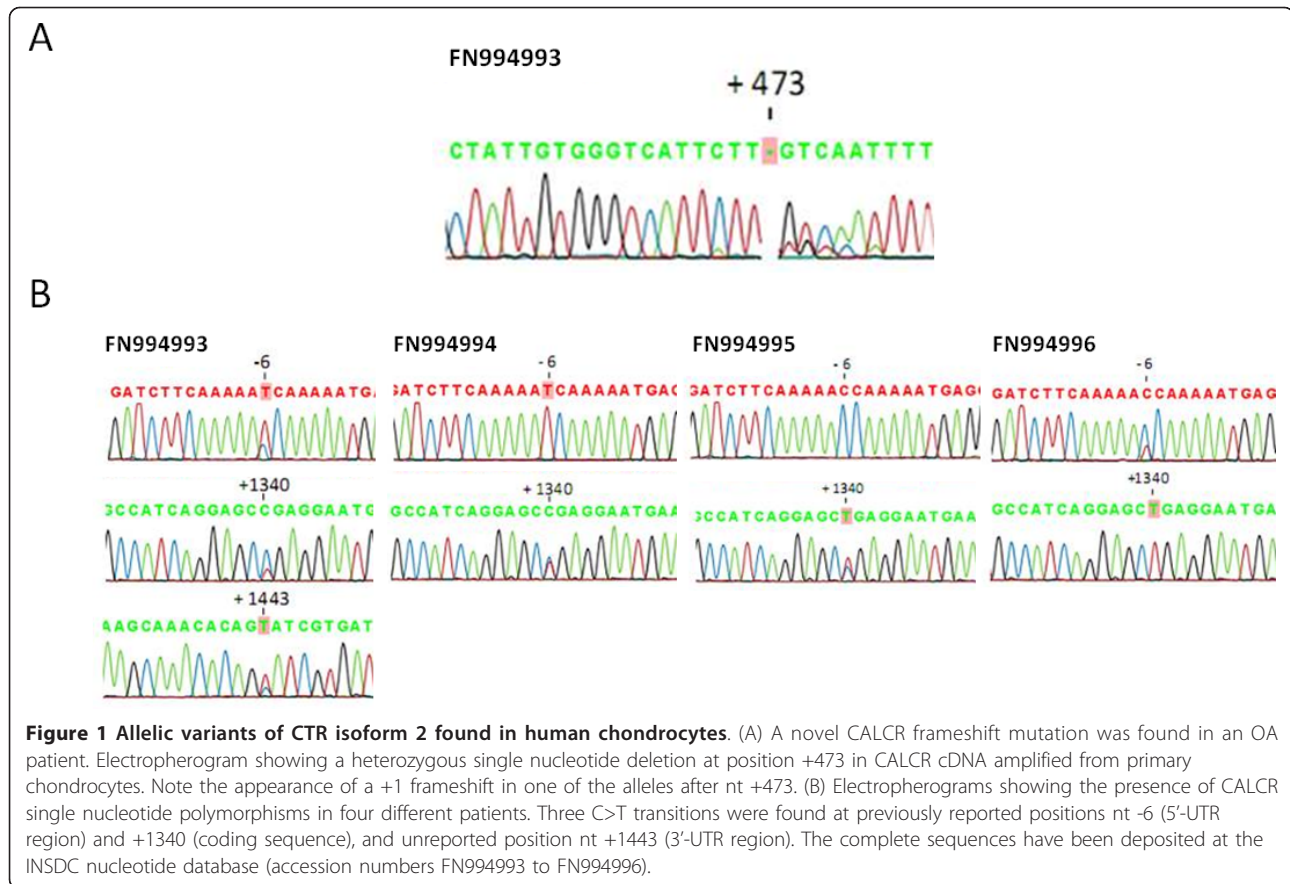 A
FN994993
+ 473
CTATTGTGGGTCATTCTT-GTCAATTTT
B
FN994993
-6
GATCTTCAAAAATCAAAAATGA
+1340
GCCATCAGGAGCCGAGGAATG
+ 1443
AAGCAAACACAGTATCGTGAT
FN994994
- 6
GATCTTCAAAAATCAAAAATGAG
+ 1340
GCCATCAGGAGCCGAGGAATGAA
FN994995
- 6
GATCTTCAAAAACCAAAAATGAG
+1340
GCCATCAGGAGCTGAGGAATGAA
FN994996
-6
GATCTTCAAAAACCAAAAATGAG
+1340
GCCATCAGGAGCTGAGGAATGA
Figure 1 Allelic variants of CTR isoform 2 found in human chondrocytes. (A) A novel CALCR frameshift mutation was found in an OA
patient. Electropherogram showing a heterozygous single nucleotide deletion at position +473 in CALCR cDNA amplified from primary
chondrocytes. Note the appearance of a +1 frameshift in one of the alleles after nt +473. (B) Electropherograms showing the presence of CALCR
single nucleotide polymorphisms in four different patients. Three C>T transitions were found at previously reported positions nt -6 (5’-UTR
region) and +1340 (coding sequence), and unreported position nt +1443 (3’-UTR region). The complete sequences have been deposited at the
INSDC nucleotide database (accession numbers FN994993 to FN994996).